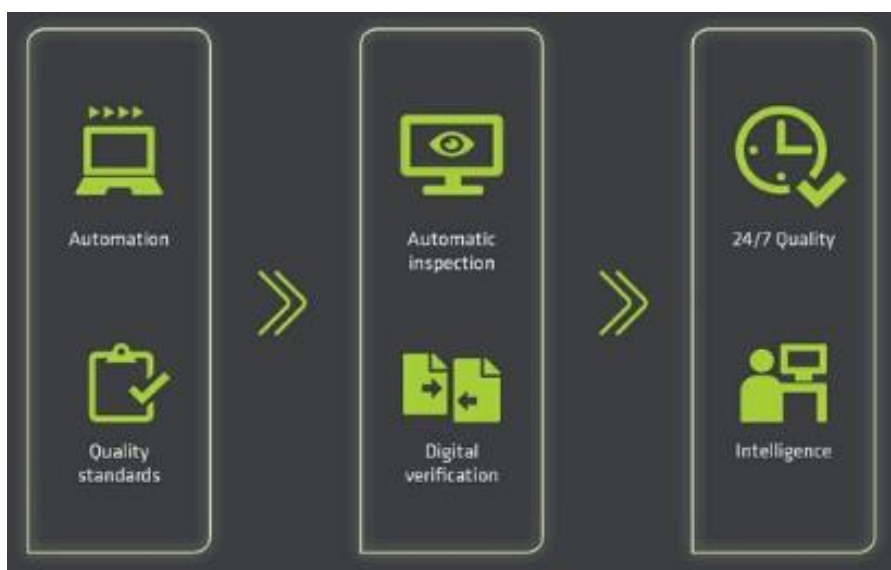 Automation
Quality
standards
Automatic
inspection
Digital
verification
24/7 Quality
Intelligence